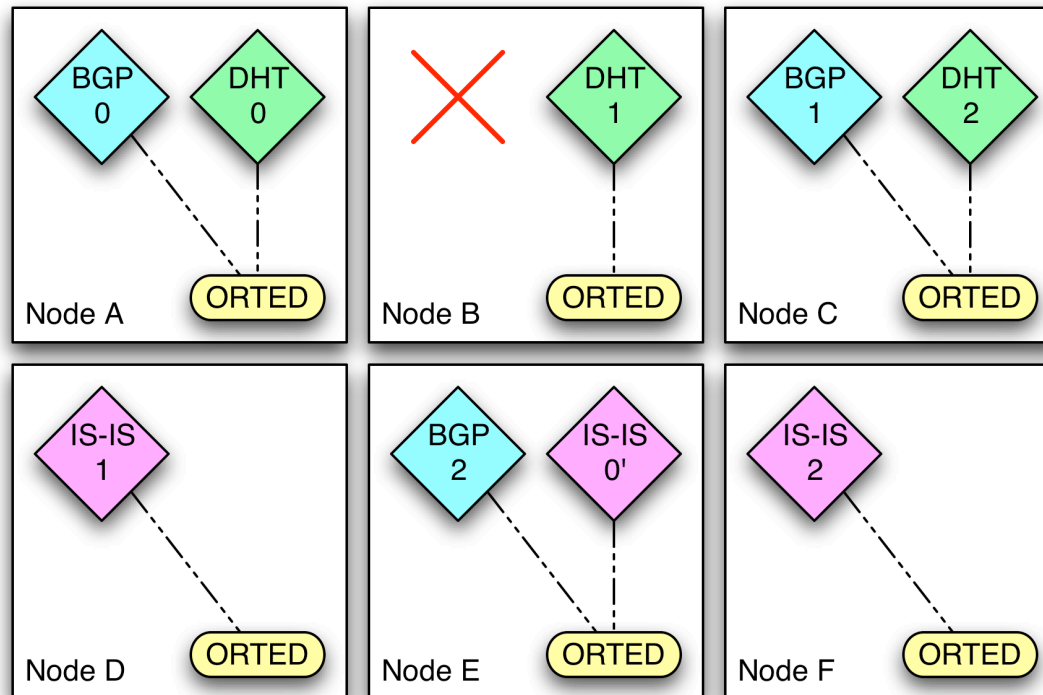 BGP
0
DHT
0
ORTED
Node A
DHT
1
ORTED
Node B
BGP
1
DHT
2
ORTED
Node C
IS-IS
1
ORTED
Node D
BGP
2
IS-IS
0'
ORTED
Node E
IS-IS
2
ORTED
Node F